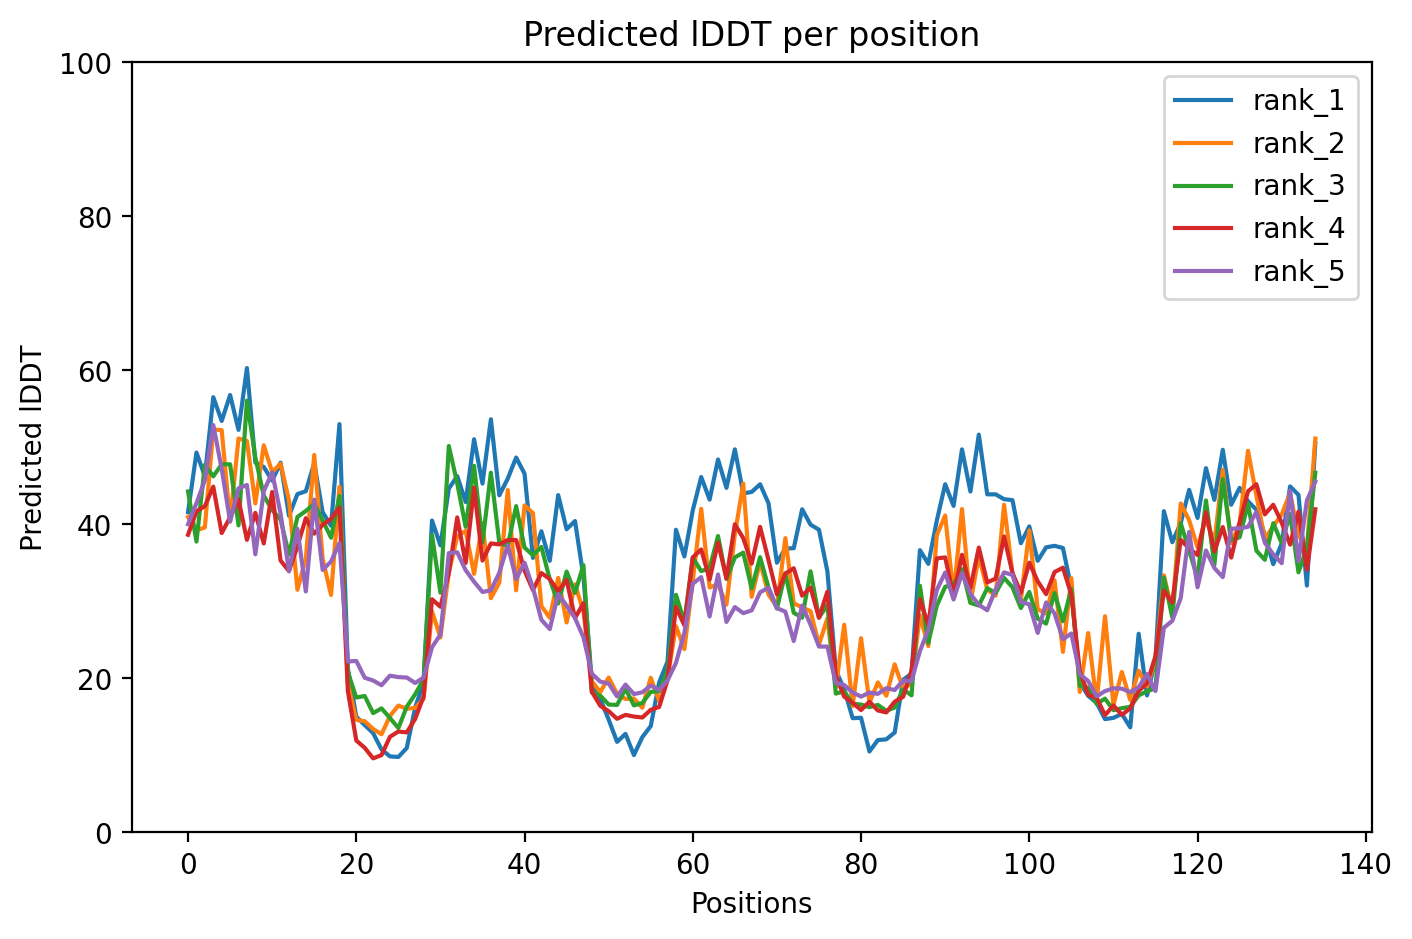 Predicted lDDT per position
100
80
60
40
20
0
Predicted lDDT
0 20 40 60 80 100 120 140
Positions
rank_1
rank_2
rank_3
rank_4
rank_5